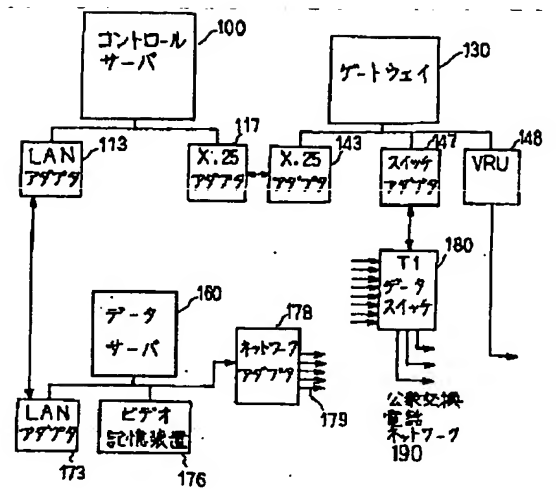 コントロール
サーバ
100
ゲートウェイ
130
LAN
アダプタ
113
X.25
アダプタ
117
X.25
アダプタ
143
スイッチ
アダプタ
147
VRU
148
T1
データ
スイッチ
180
データ
サーバ
160
ネットワーク
アダプタ
178
179
LAN
アダプタ
173
ビデオ
記憶装置
176
公衆交換
電話
ネットワーク
190